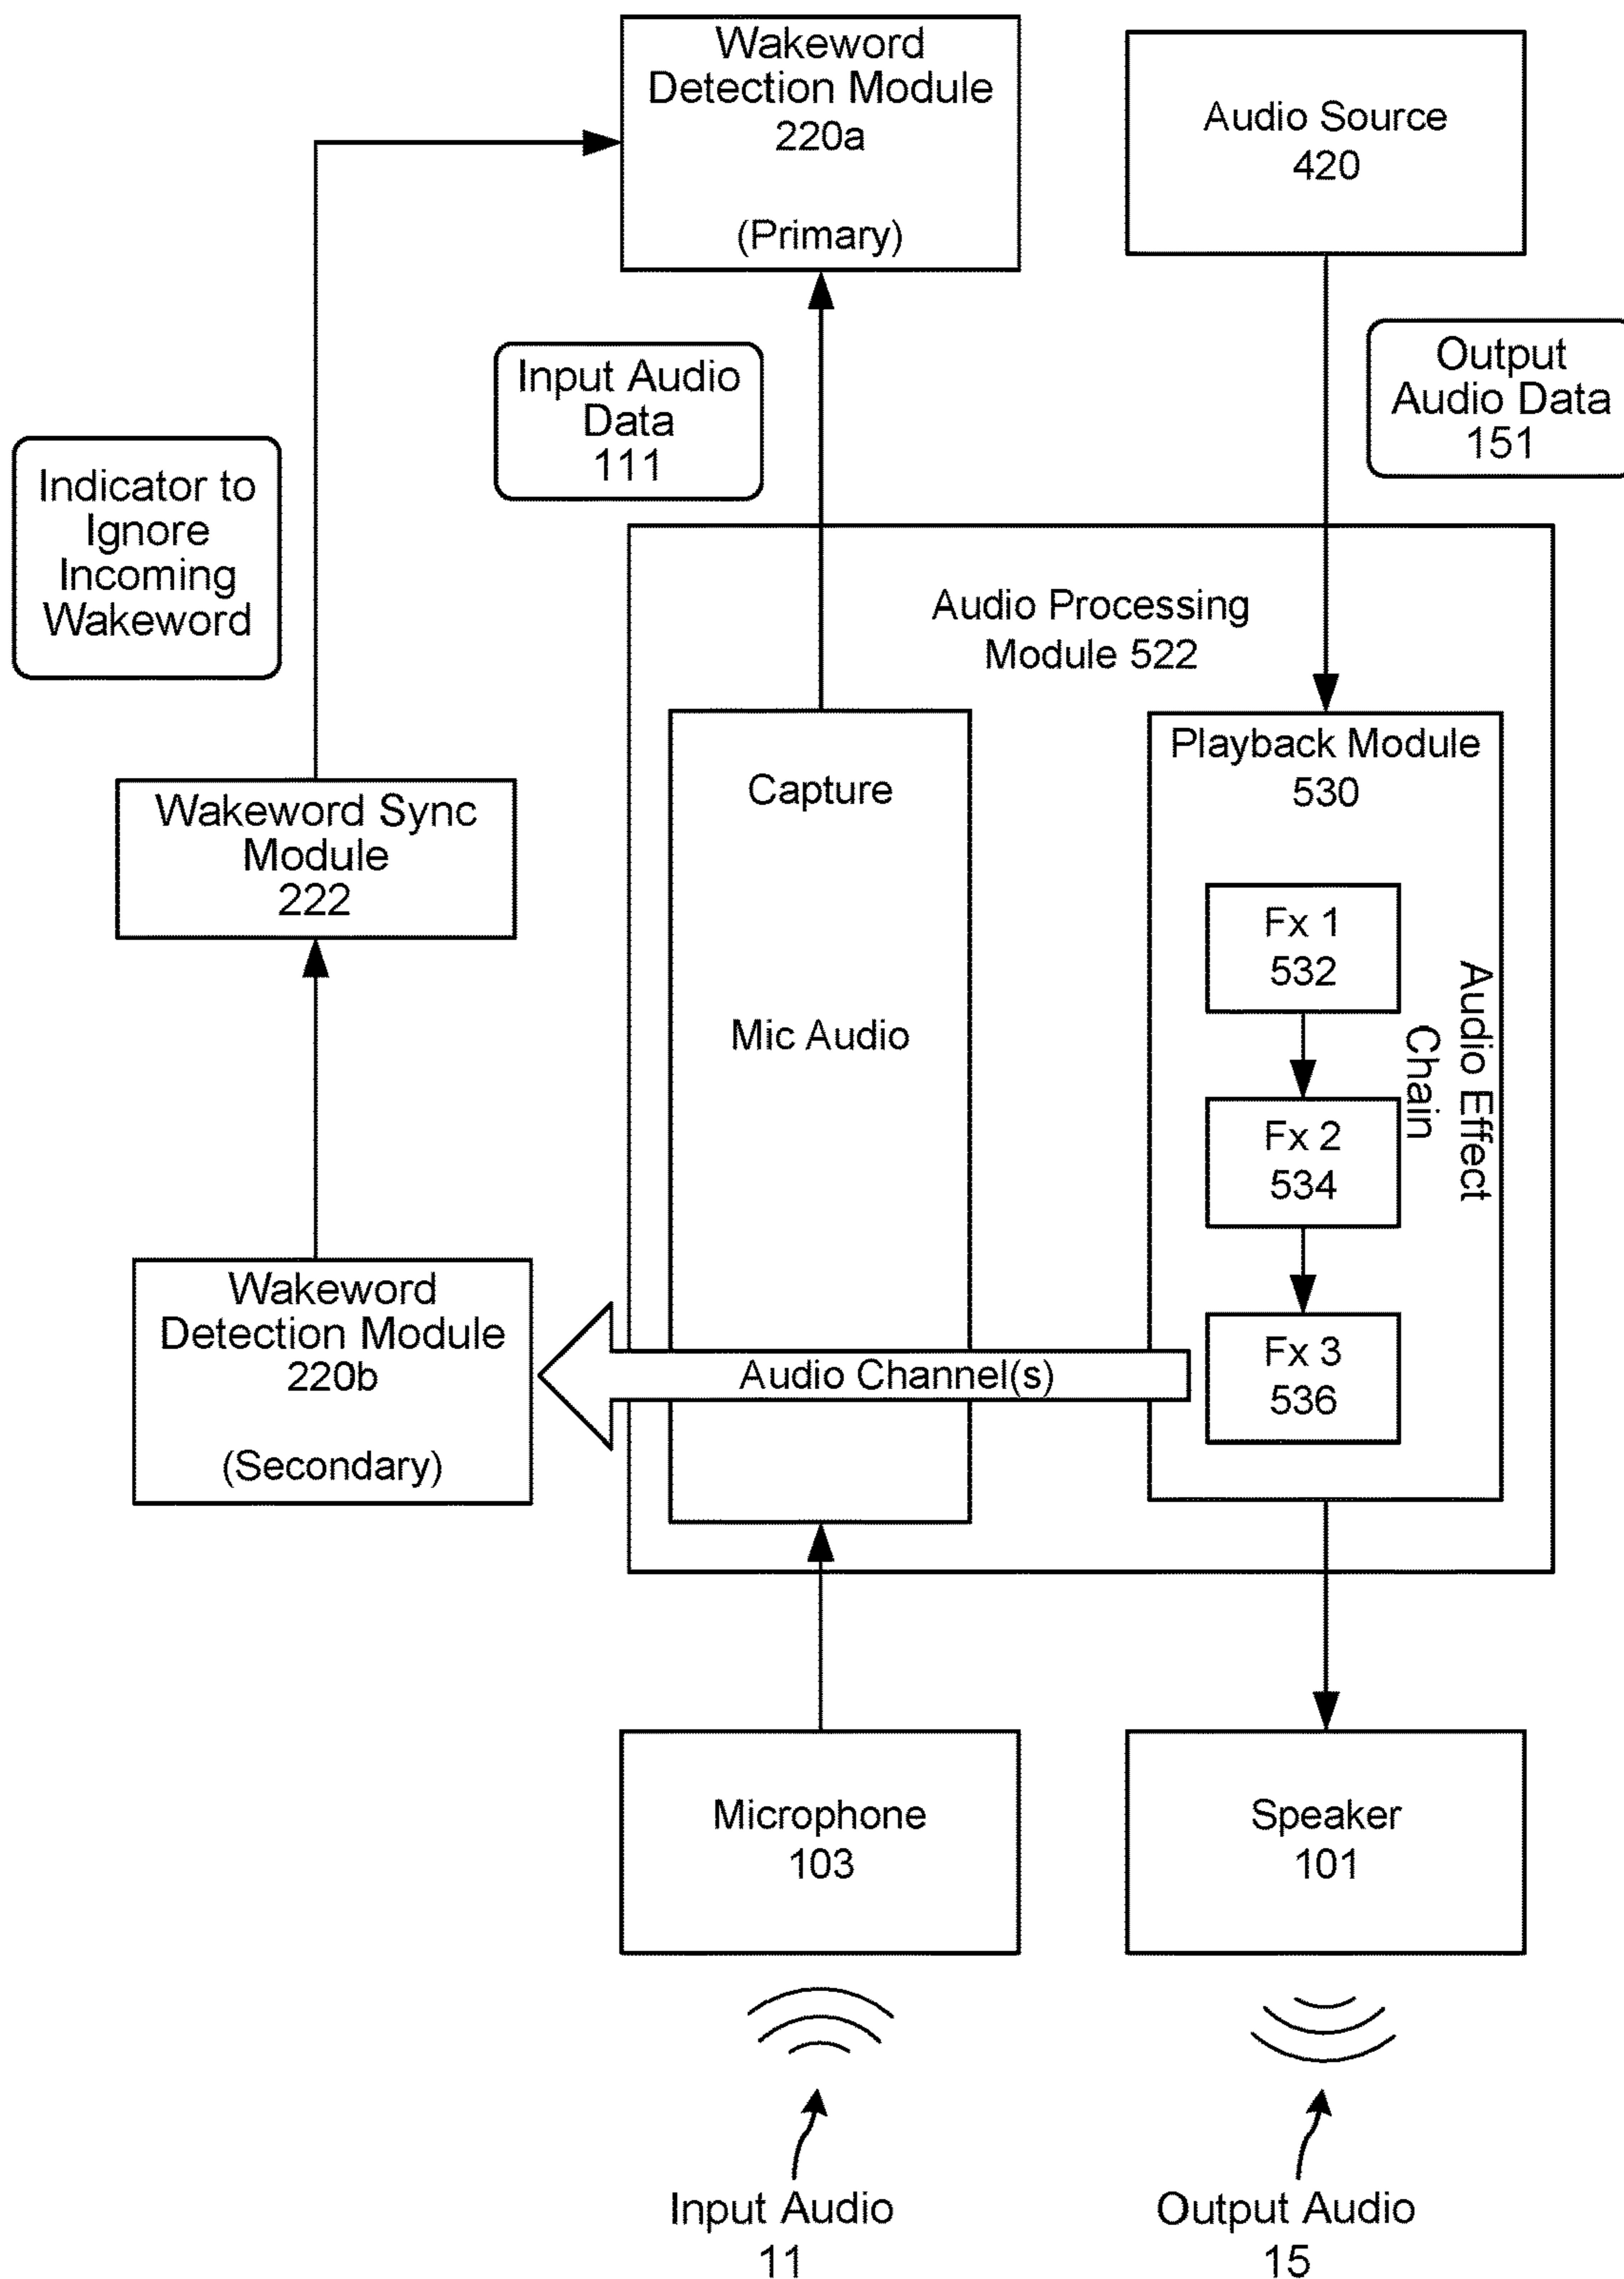 Wakeword
Detection Module
220a
(Primary)
Audio Source
420
Input Audio
Data
111
Output
Audio Data
151
Indicator to
Ignore
Incoming
Wakeword
Audio Processing
Module 522
Capture
Mic Audio
Playback Module
530
Wakeword Sync
Module
222
Fx 1
532
Fx 2
534
Fx 3
536
Audio Effect
Chain
Wakeword
Detection Module
220b
(Secondary)
Audio Channel(s)
Microphone
103
Speaker
101
Input Audio
11
Output Audio
15